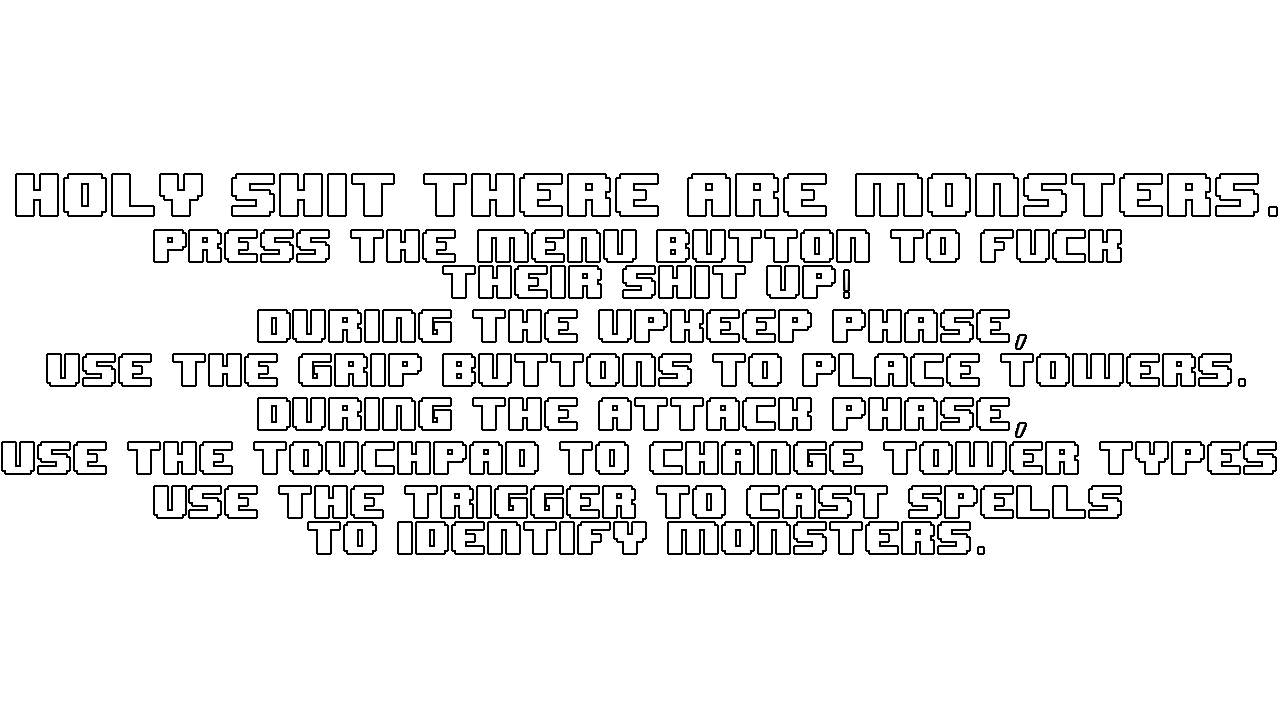 HOLY SHIT THERE ARE MONSTERS.
PRESS THE MENU BUTTON TO FUCK
THEIR SHIT UP!
DURING THE UPKEEP PHASE,
USE THE GRIP BUTTONS TO PLACE TOWERS.
DURING THE ATTACK PHASE,
USE THE TOUCHPAD TO CHANGE TOWER TYPES
USE THE TRIGGER TO CAST SPELLS
TO IDENTIFY MONSTERS.